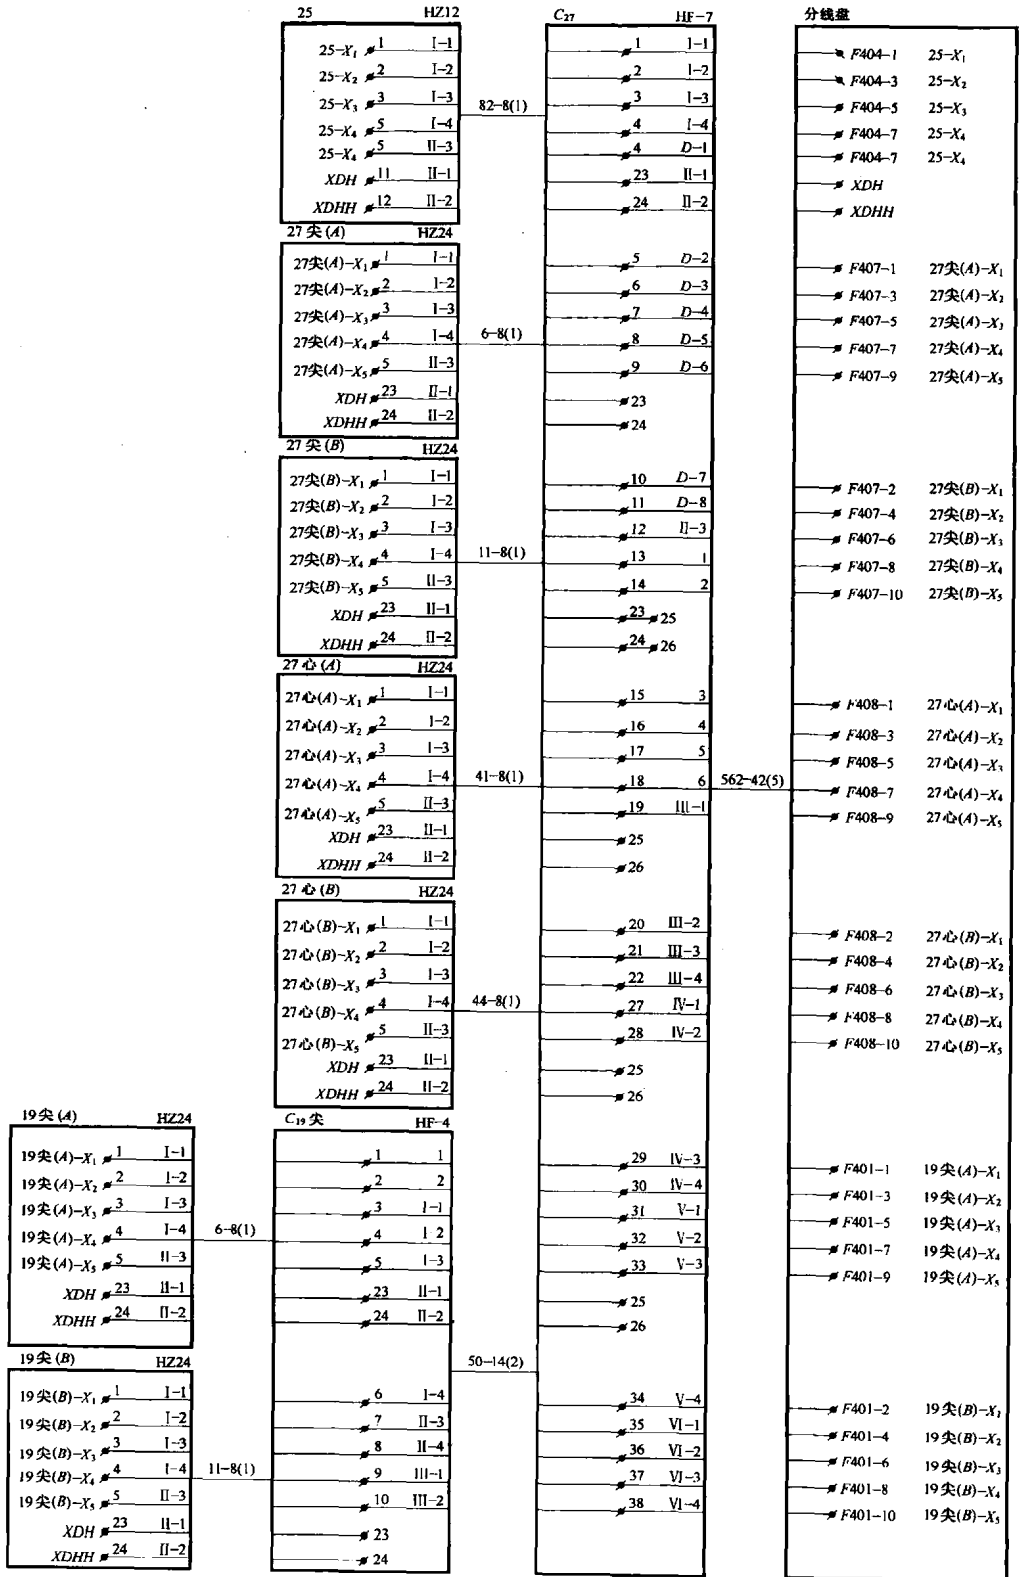 25 HZ12
25-X₁ 1 I-1
25-X₂ 2 I-2
25-X₃ 3 I-3
25-X₄ 5 I-4
25-X₄ 5 II-3
XDH 11 II-1
XDHH 12 II-2
82-8(1)
27尖(A) HZ24
27尖(A)-X₁ 1 I-1
27尖(A)-X₂ 2 I-2
27尖(A)-X₃ 3 I-3
27尖(A)-X₄ 4 I-4
27尖(A)-X₅ 5 II-3
XDH 23 II-1
XDHH 24 II-2
6-8(1)
27尖(B) HZ24
27尖(B)-X₁ 1 I-1
27尖(B)-X₂ 2 I-2
27尖(B)-X₃ 3 I-3
27尖(B)-X₄ 4 I-4
27尖(B)-X₅ 5 II-3
XDH 23 II-1
XDHH 24 II-2
11-8(1)
27心(A) HZ24
27心(A)-X₁ 1 I-1
27心(A)-X₂ 2 I-2
27心(A)-X₃ 3 I-3
27心(A)-X₄ 4 I-4
27心(A)-X₅ 5 II-3
XDH 23 II-1
XDHH 24 II-2
41-8(1)
27心(B) HZ24
27心(B)-X₁ 1 I-1
27心(B)-X₂ 2 I-2
27心(B)-X₃ 3 I-3
27心(B)-X₄ 4 I-4
27心(B)-X₅ 5 II-3
XDH 23 II-1
XDHH 24 II-2
44-8(1)
19尖(A) HZ24
19尖(A)-X₁ 1 I-1
19尖(A)-X₂ 2 I-2
19尖(A)-X₃ 3 I-3
19尖(A)-X₄ 4 I-4
19尖(A)-X₅ 5 II-3
XDH 23 II-1
XDHH 24 II-2
6-8(1)
19尖(B) HZ24
19尖(B)-X₁ 1 I-1
19尖(B)-X₂ 2 I-2
19尖(B)-X₃ 3 I-3
19尖(B)-X₄ 4 I-4
19尖(B)-X₅ 5 II-3
XDH 23 II-1
XDHH 24 II-2
11-8(1)
C₁₉尖 HF-4
1 1
2 2
3 I-1
4 I-2
5 I-3
23 II-1
24 II-2
6 I-4
7 II-3
8 II-4
9 III-1
10 III-2
23
24
50-14(2)
C₂₇ HF-7
1 I-1
2 I-2
3 I-3
4 I-4
4 D-1
23 II-1
24 II-2
5 D-2
6 D-3
7 D-4
8 D-5
9 D-6
23
24
10 D-7
11 D-8
12 II-3
13 1
14 2
23 25
24 26
15 3
16 4
17 5
18 6
19 III-1
25
26
20 III-2
21 III-3
22 III-4
27 IV-1
28 IV-2
25
26
29 IV-3
30 IV-4
31 V-1
32 V-2
33 V-3
25
26
34 V-4
35 VI-1
36 VI-2
37 VI-3
38 VI-4
562-42(5)
分线盘
F404-1 25-X₁
F404-3 25-X₂
F404-5 25-X₃
F404-7 25-X₄
F404-7 25-X₄
XDH
XDHH
F407-1 27尖(A)-X₁
F407-3 27尖(A)-X₂
F407-5 27尖(A)-X₃
F407-7 27尖(A)-X₄
F407-9 27尖(A)-X₅
F407-2 27尖(B)-X₁
F407-4 27尖(B)-X₂
F407-6 27尖(B)-X₃
F407-8 27尖(B)-X₄
F407-10 27尖(B)-X₅
F408-1 27心(A)-X₁
F408-3 27心(A)-X₂
F408-5 27心(A)-X₃
F408-7 27心(A)-X₄
F408-9 27心(A)-X₅
F408-2 27心(B)-X₁
F408-4 27心(B)-X₂
F408-6 27心(B)-X₃
F408-8 27心(B)-X₄
F408-10 27心(B)-X₅
F401-1 19尖(A)-X₁
F401-3 19尖(A)-X₂
F401-5 19尖(A)-X₃
F401-7 19尖(A)-X₄
F401-9 19尖(A)-X₅
F401-2 19尖(B)-X₁
F401-4 19尖(B)-X₂
F401-6 19尖(B)-X₃
F401-8 19尖(B)-X₄
F401-10 19尖(B)-X₅